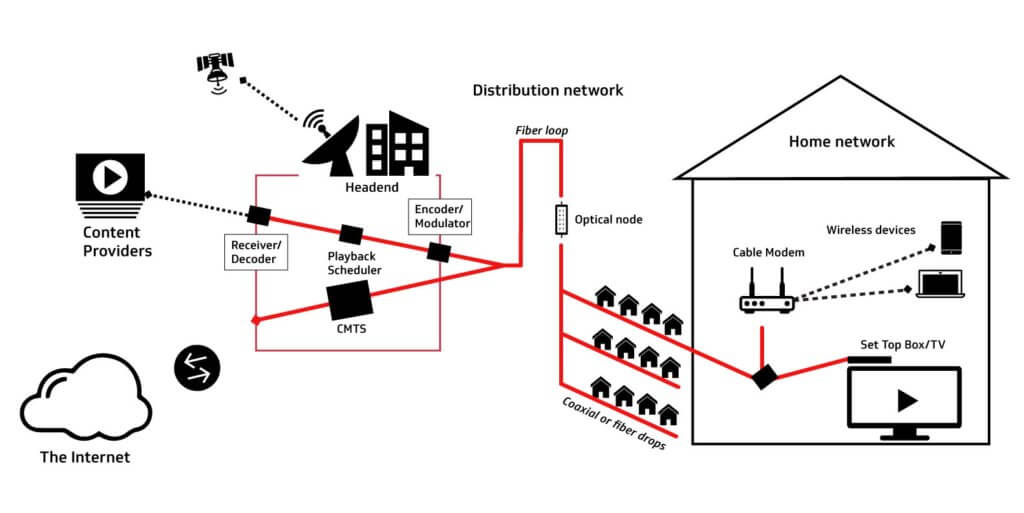 Distribution network
Fiber loop
Home network
Headend
Content
Providers
Encoder/
Modulator
Receiver/
Decoder
Playback
Scheduler
CMTS
Optical node
Wireless devices
Cable Modem
Set Top Box/TV
Coaxial or fiber drops
The Internet